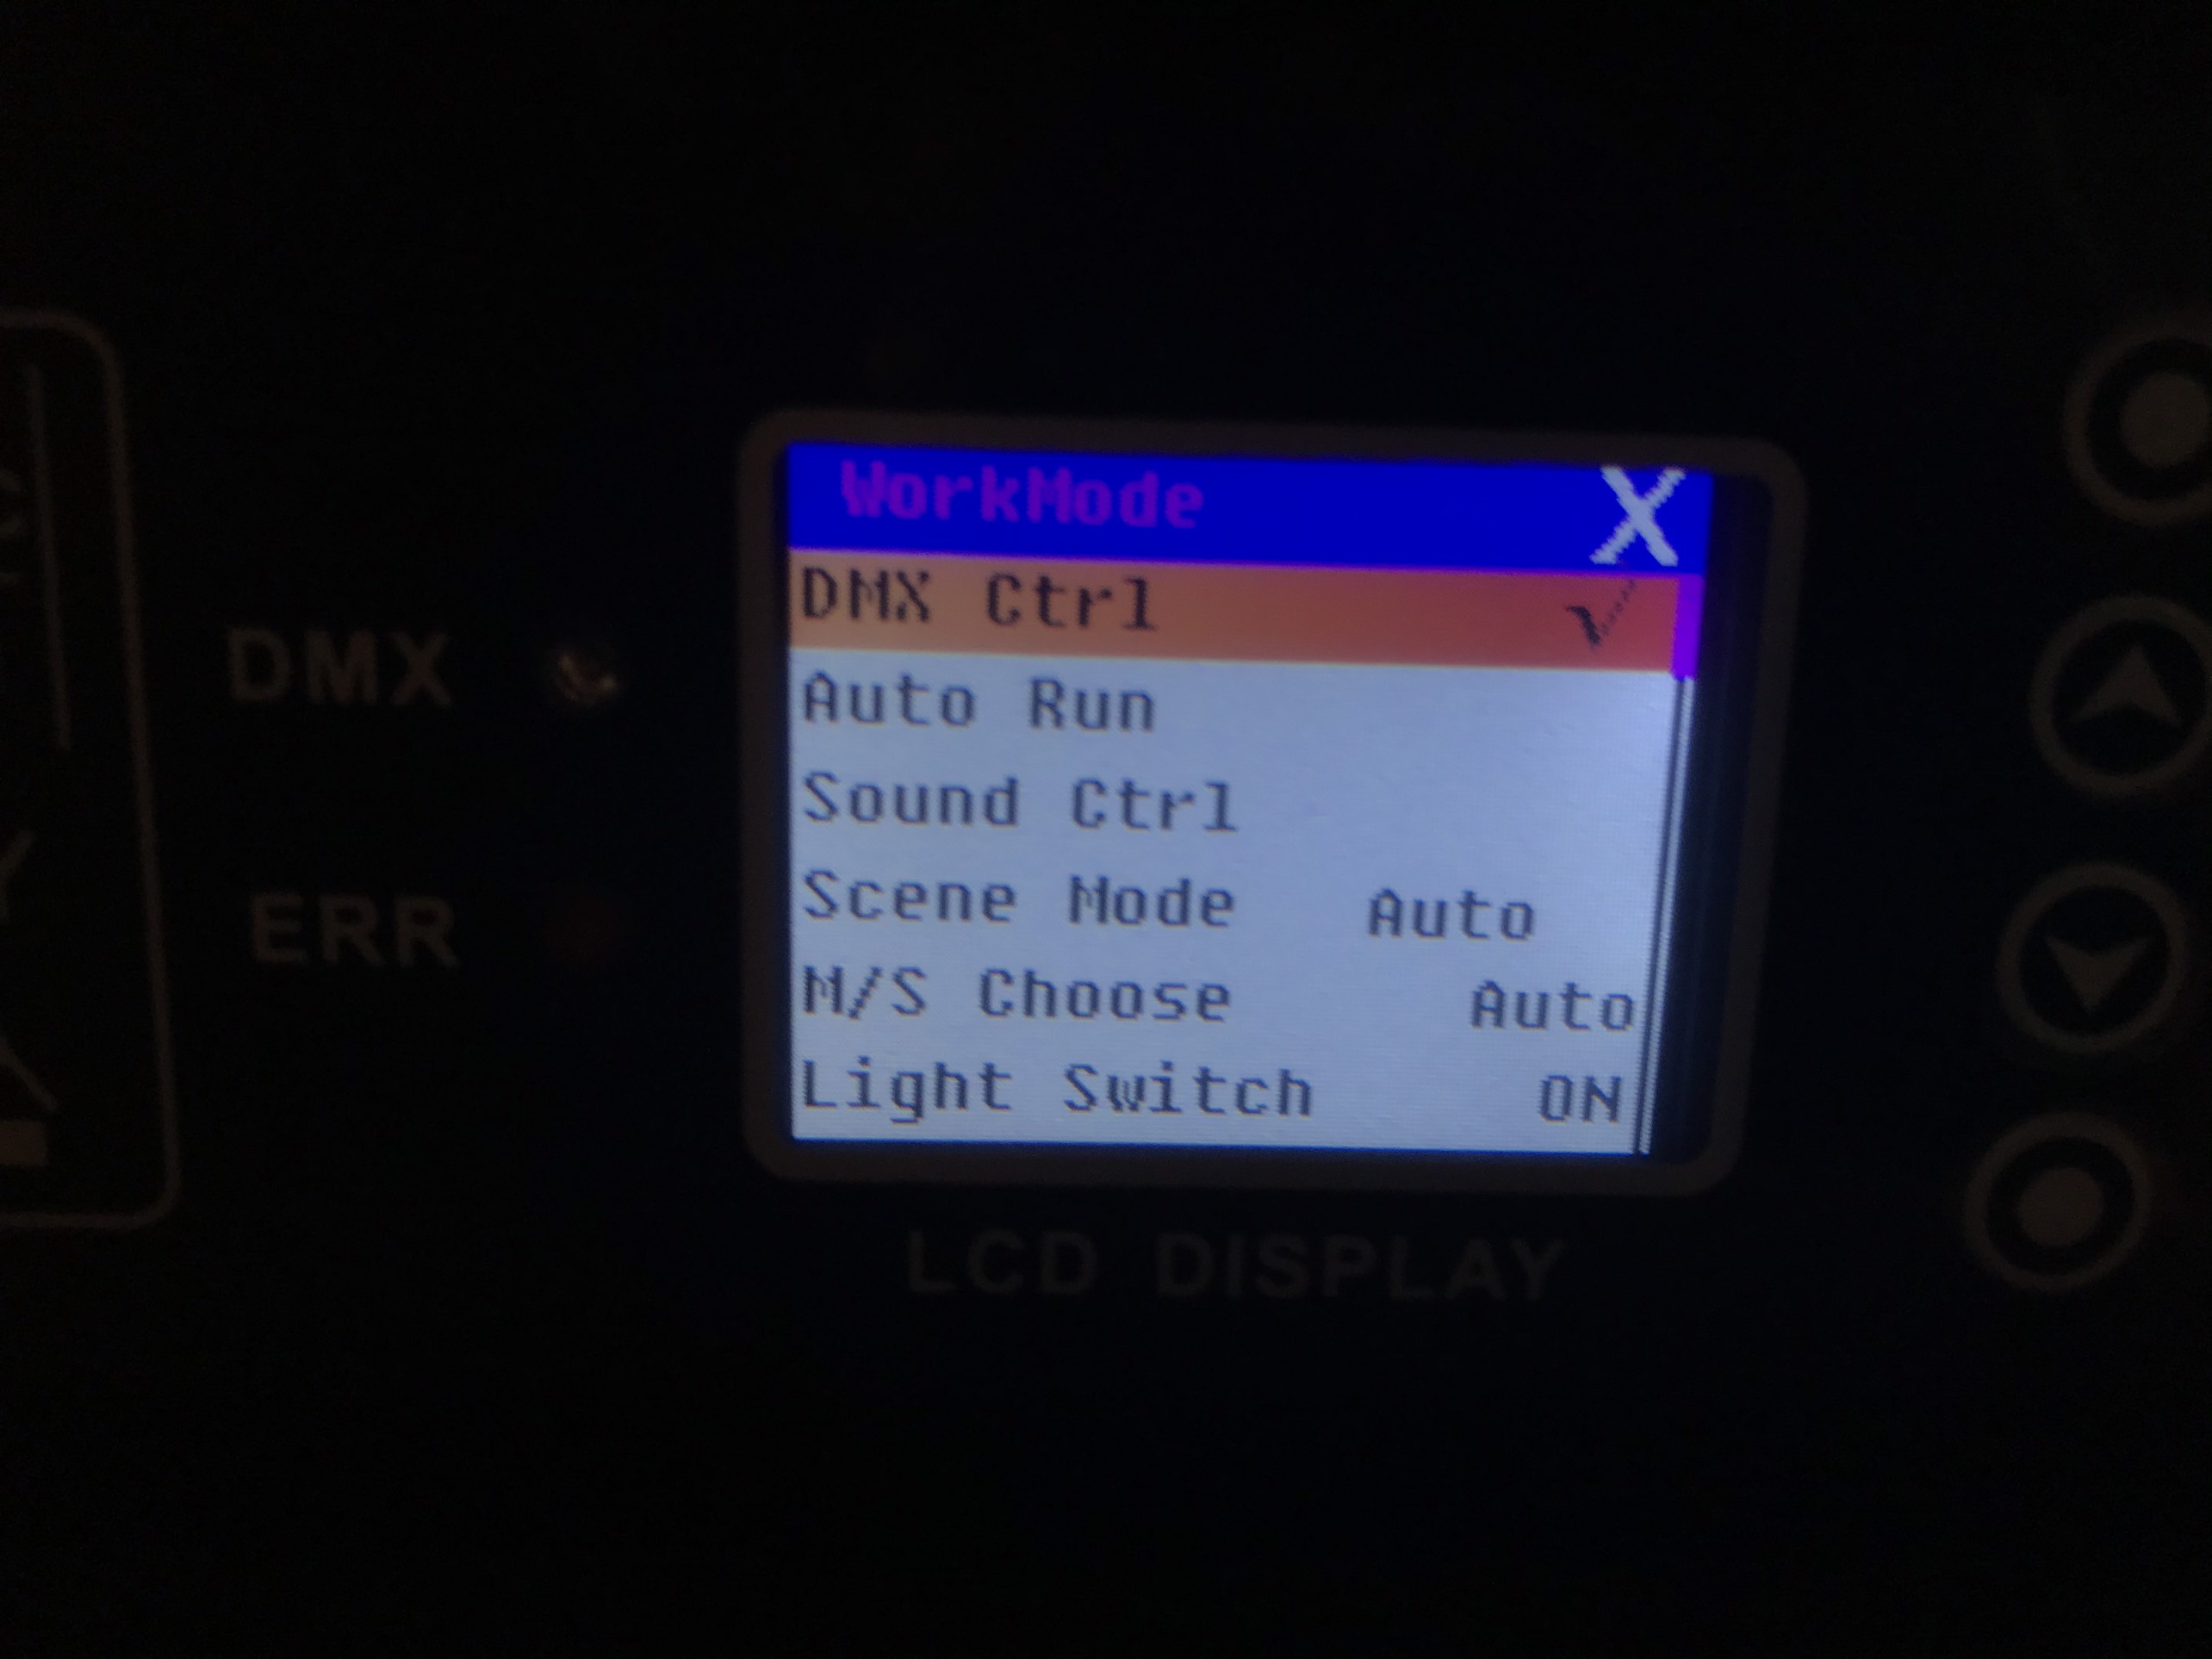 WorkMode X
DMX Ctrl √
Auto Run
Sound Ctrl
Scene Mode Auto
M/S Choose Auto
Light Switch ON
DMX
ERR
LCD DISPLAY